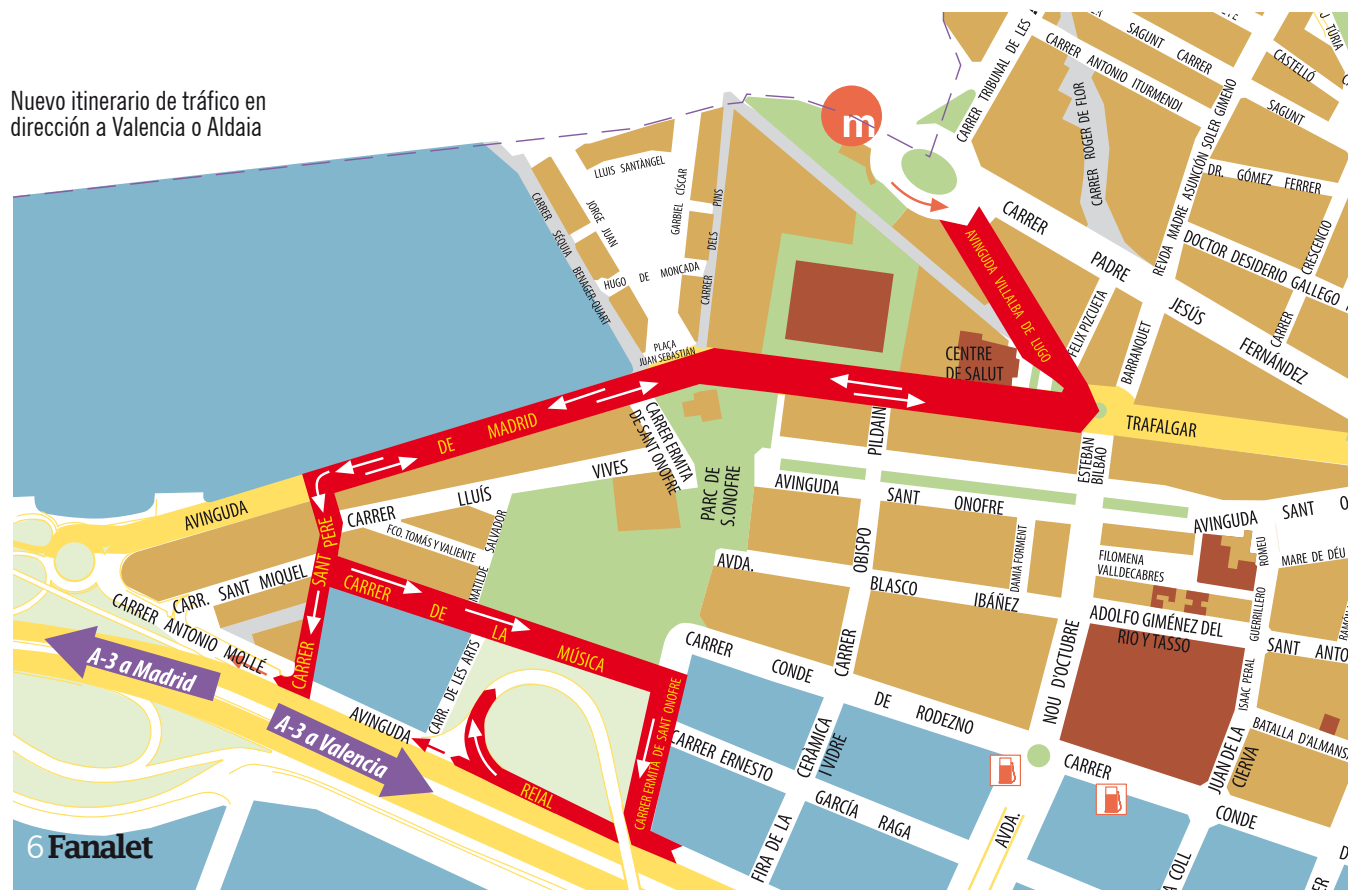 Nuevo itinerario de tráfico en
dirección a Valencia o Aldaia
m
CARRER TRIBUNAL DE LES
SAGUNT
CARRER
CARRER ANTONIO ITURMENDI
CASTELLÓ
SAGUNT
TÚRIA
CARRER ROGER DE FLOR
REVDA MADRE ASUNCIÓN SOLER GIMENO
DR. GÓMEZ FERRER
DOCTOR DESIDERIO GALLEGO
CARRER
CRESCENCIO
CARRER
PADRE
JESÚS
FERNÁNDEZ
LLUIS SANTÀNGEL
JORGE JUAN
GARBIEL CÍSCAR
CARRER DELS PINS
CARRER SÉQUIA BENAGER-QUART
HUGO DE MONCADA
PLAÇA
JUAN SEBASTIÁN
AVINGUDA VILLALBA DE LUGO
FELIX PIZCUETA
BARRANQUET
CENTRE
DE SALUT
TRAFALGAR
AVINGUDA
DE MADRID
CARRER ERMITA
DE SANT ONOFRE
PARC DE
S.ONOFRE
PILDAIN
OBISPO
CARRER
ESTEBAN
BILBAO
CARRER
LLUÍS
VIVES
FCO. TOMÁS Y VALIENTE
MATILDE SALVADOR
AVINGUDA
SANT ONOFRE
AVINGUDA
SANT O
AVDA.
BLASCO
IBÁÑEZ
DAMIÀ FORMENT
FILOMENA
VALLDECABRES
GUERRILLERO ROMEU
MARE DE DÉU
ADOLFO GIMÉNEZ DEL
RIO Y TASSO
SANT ANTO
CARRER SANT PERE
CARR. SANT MIQUEL
CARRER ANTONIO MOLLÉ
CARRER
DE
LA
MÚSICA
CARR. DE LES ARTS
AVINGUDA
REIAL
CARRER ERMITA DE SANT ONOFRE
CARRER
CONDE
DE
RODEZNO
CARRER ERNESTO
GARCÍA RAGA
FIRA DE LA
CERÀMICA
I VIDRE
NOU D'OCTUBRE
AVDA.
ISAAC PERAL
BATALLA D'ALMANSA
JUAN DE LA
CIERVA
CARRER
CONDE
A COLL
A-3 a Madrid
A-3 a Valencia
6 Fanalet